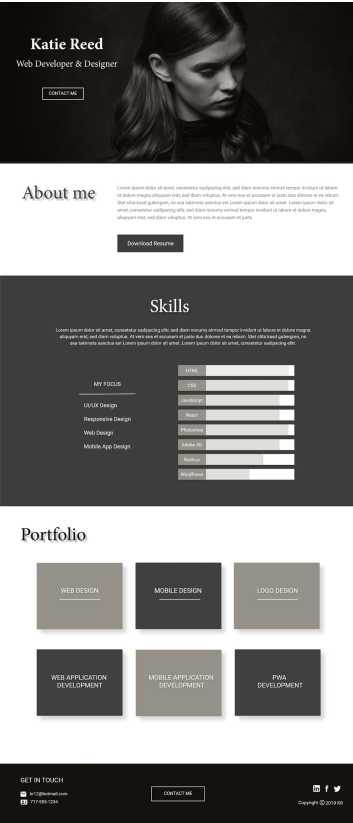 Katie Reed
Web Developer & Designer
CONTACT ME
About me
Lorem ipsum dolor sit amet, consetetur sadipscing elitr, sed diam nonumy eirmod tempor invidunt ut
labore et dolore magna aliquyam erat, sed diam voluptua. At vero eos et accusam et justo duo dolores et ea rebum.
Stet clita kasd gubergren, no sea takimata sanctus est Lorem ipsum dolor sit amet. Lorem ipsum dolor sit
amet, consetetur sadipscing elitr, sed diam nonumy eirmod tempor invidunt ut labore et dolore magna
aliquyam erat, sed diam voluptua. At vero eos et accusam et justo
Download Resume
Skills
Lorem ipsum dolor sit amet, consetetur sadipscing elitr, sed diam nonumy eirmod tempor invidunt ut labore et dolore magna
aliquyam erat, sed diam voluptua. At vero eos et accusam et justo duo dolores et ea rebum. Stet clita kasd gubergren, no
sea takimata sanctus est Lorem ipsum dolor sit amet. Lorem ipsum dolor sit amet, consetetur sadipscing elitr.
MY FOCUS
UI/UX Design
Responsive Design
Web Design
Mobile App Design
HTML
CSS
JavaScript
React
Photoshop
Adobe XD
Node.js
WordPress
Portfolio
WEB DESIGN
MOBILE DESIGN
LOGO DESIGN
WEB APPLICATION
DEVELOPMENT
MOBILE APPLICATION
DEVELOPMENT
PWA
DEVELOPMENT
GET IN TOUCH
kr12@hotmail.com
717-555-1234
CONTACT ME
Copyright © 2019 KR